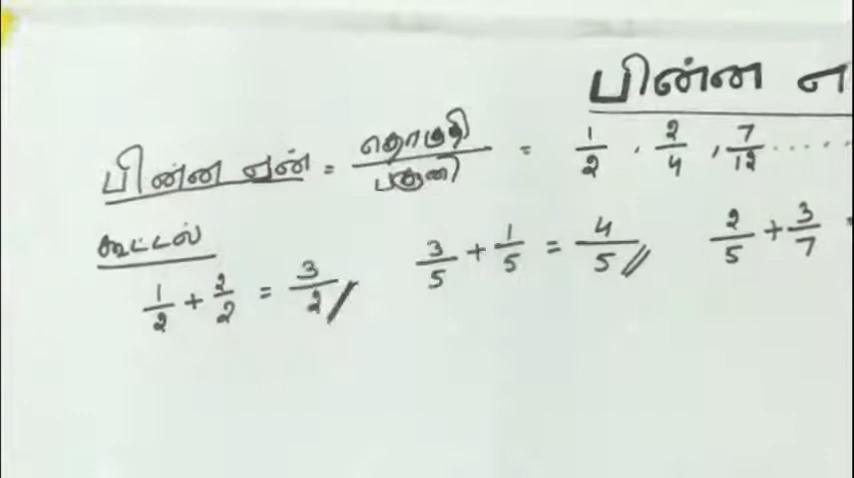 பின்ன எ
பின்ன எண் = தொகுதி / பகுதி = 1/2 , 2/4 , 7/12 .....
கூட்டல்
1/2 + 2/2 = 3/2 // 3/5 + 1/5 = 4/5 // 2/5 + 3/7 =